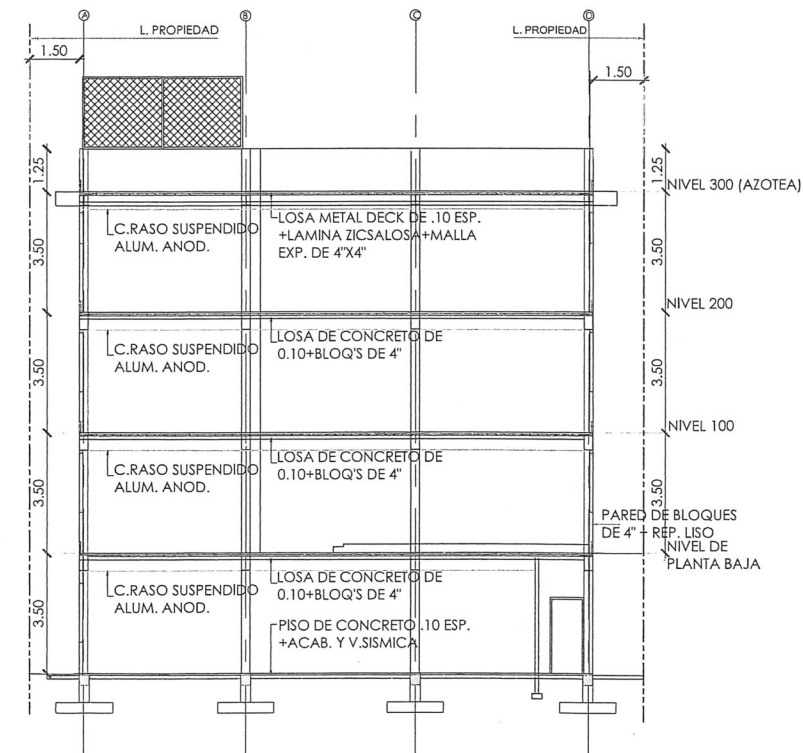 A
B
C
D
L. PROPIEDAD
L. PROPIEDAD
1.50
1.50
1.25
1.25
NIVEL 300 (AZOTEA)
C.RASO SUSPENDIDO
ALUM. ANOD.
LOSA METAL DECK DE .10 ESP.
+LAMINA ZICSALOSA+MALLA
EXP. DE 4"X4"
3.50
3.50
NIVEL 200
C.RASO SUSPENDIDO
ALUM. ANOD.
LOSA DE CONCRETO DE
0.10+BLOQ'S DE 4"
3.50
3.50
NIVEL 100
C.RASO SUSPENDIDO
ALUM. ANOD.
LOSA DE CONCRETO DE
0.10+BLOQ'S DE 4"
3.50
3.50
PARED DE BLOQUES
DE 4" + REP. LISO
NIVEL DE
PLANTA BAJA
C.RASO SUSPENDIDO
ALUM. ANOD.
LOSA DE CONCRETO DE
0.10+BLOQ'S DE 4"
3.50
PISO DE CONCRETO .10 ESP.
+ACAB. Y V.SISMICA